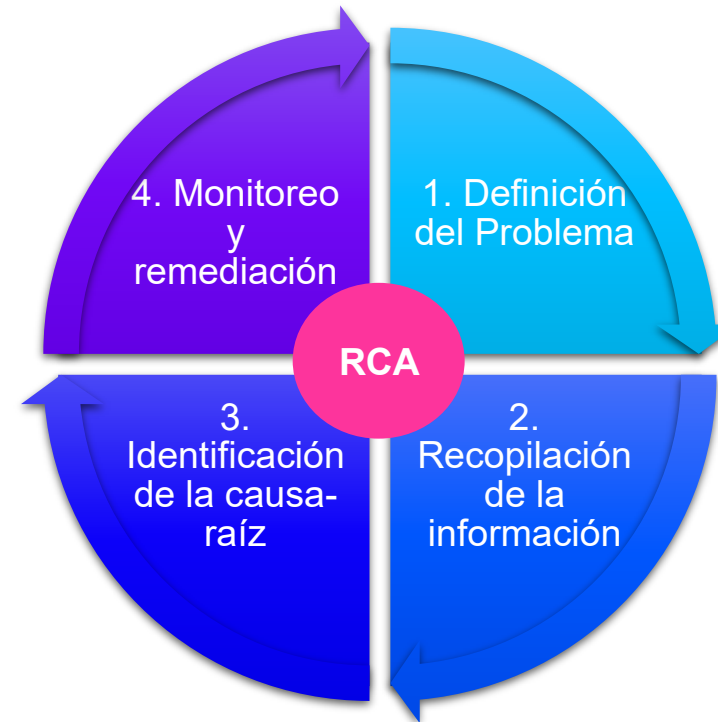 1. Definición
del Problema
2.
Recopilación
de la
información
3.
Identificación
de la causa-
raíz
4. Monitoreo
y
remediación
RCA